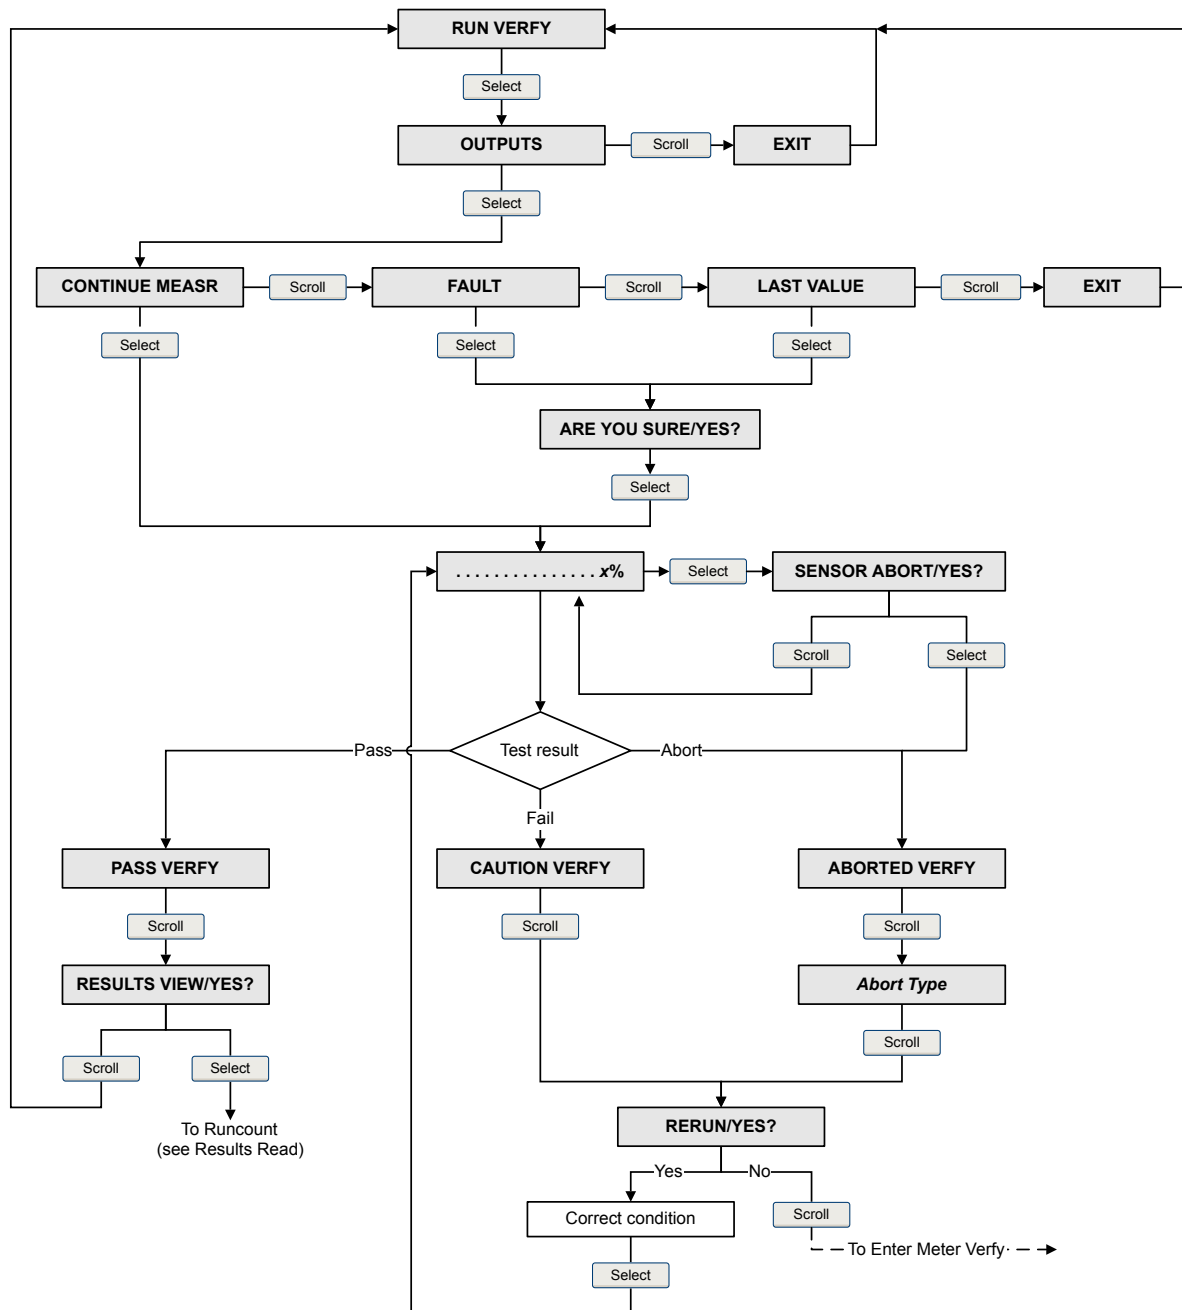 RUN VERFY
Select
OUTPUTS
Scroll
EXIT
Select
CONTINUE MEASR
Scroll
FAULT
Scroll
LAST VALUE
Scroll
EXIT
Select
Select
Select
ARE YOU SURE/YES?
Select
. . . . . . . . . . . . . . . x%
Select
SENSOR ABORT/YES?
Scroll
Select
Pass
Test result
Abort
Fail
PASS VERFY
CAUTION VERFY
ABORTED VERFY
Scroll
Scroll
Scroll
RESULTS VIEW/YES?
Abort Type
Scroll
Scroll
Select
To Runcount
(see Results Read)
RERUN/YES?
Yes
No
Correct condition
Scroll
To Enter Meter Verfy
Select